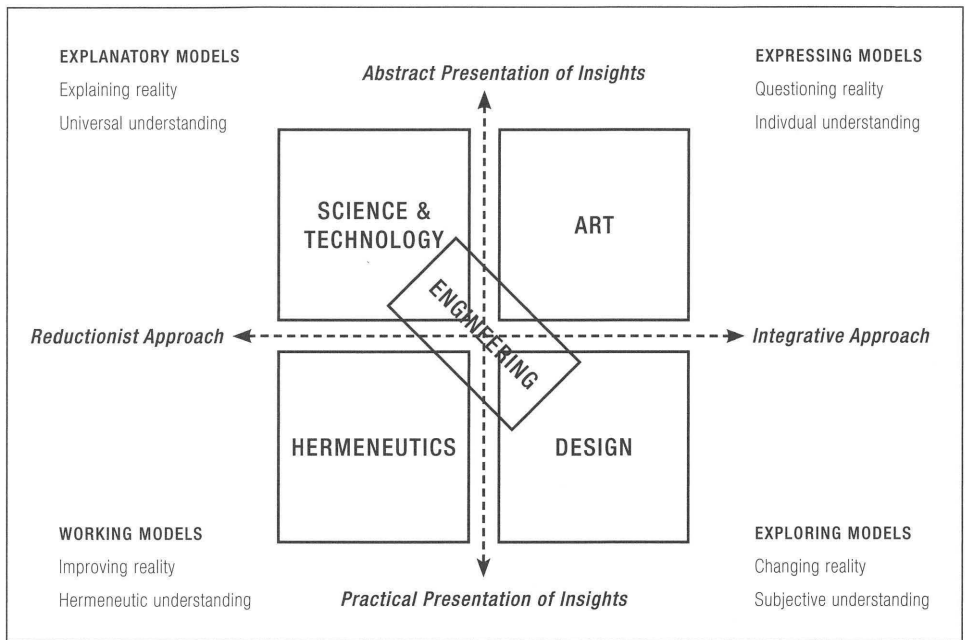 EXPLANATORY MODELS
Explaining reality
Universal understanding
Abstract Presentation of Insights
EXPRESSING MODELS
Questioning reality
Indivdual understanding
SCIENCE &
TECHNOLOGY
ART
ENGINEERING
Reductionist Approach
Integrative Approach
HERMENEUTICS
DESIGN
WORKING MODELS
Improving reality
Hermeneutic understanding
Practical Presentation of Insights
EXPLORING MODELS
Changing reality
Subjective understanding